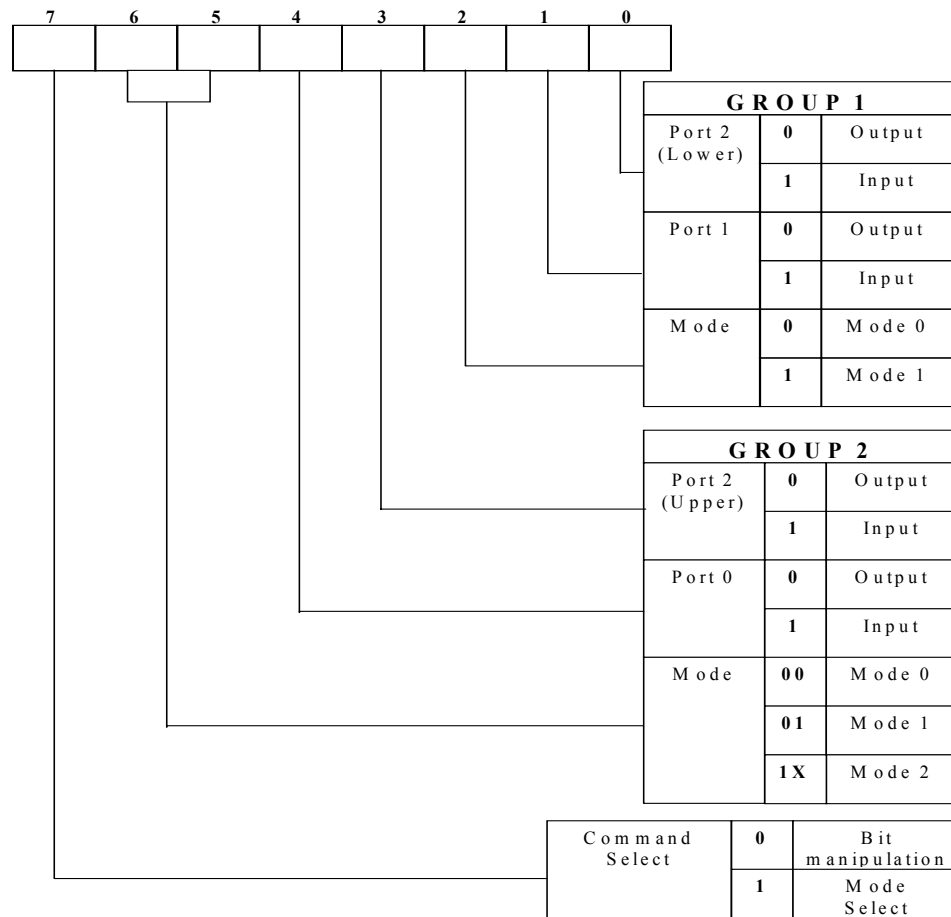 7 6 5 4 3 2 1 0
GROUP 1
Port 2 (Lower) 0 Output
1 Input
Port 1 0 Output
1 Input
Mode 0 Mode 0
1 Mode 1
GROUP 2
Port 2 (Upper) 0 Output
1 Input
Port 0 0 Output
1 Input
Mode 00 Mode 0
01 Mode 1
1X Mode 2
Command Select 0 Bit manipulation
1 Mode Select